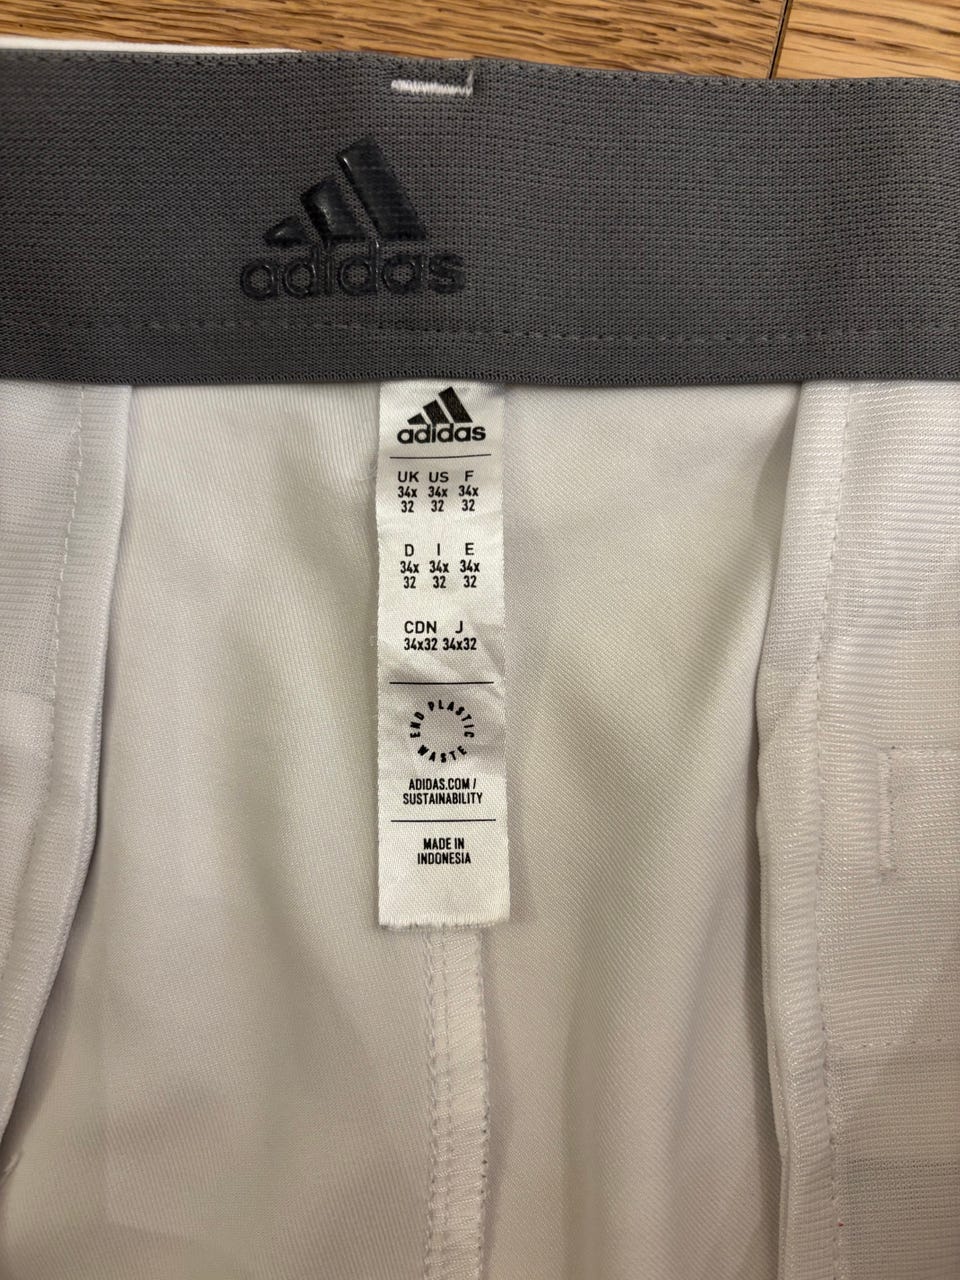 adidas
adidas
UK US F
34x 34x 34x
32 32 32
D I E
34x 34x 34x
32 32 32
CDN J
34x32 34x32
END PLASTIC WASTE
ADIDAS.COM/
SUSTAINABILITY
MADE IN
INDONESIA